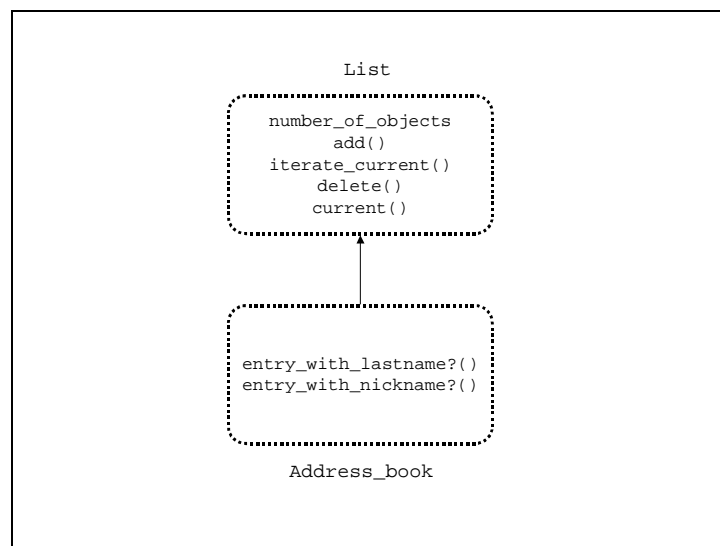 List
number_of_objects
add()
iterate_current()
delete()
current()
entry_with_lastname?()
entry_with_nickname?()
Address_book